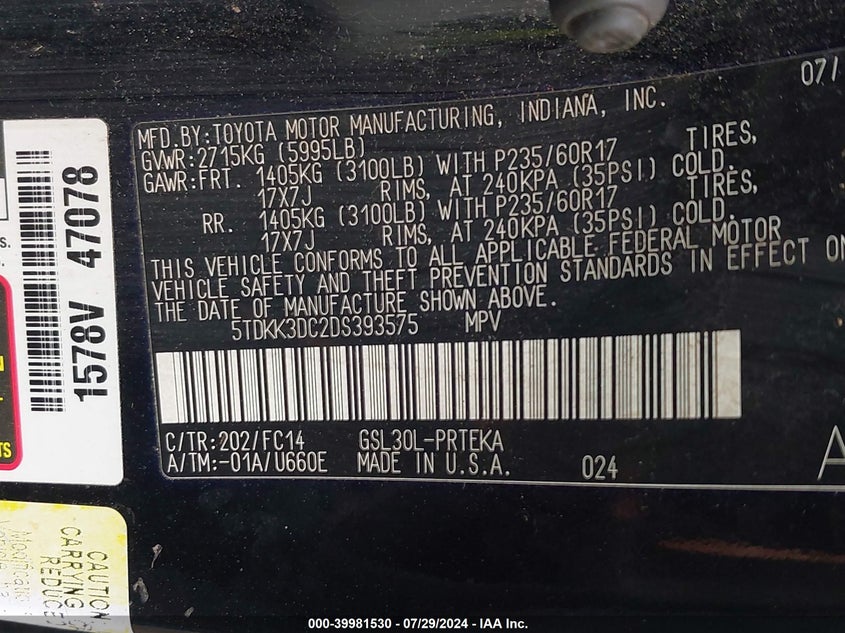 07/
MFD.BY:TOYOTA MOTOR MANUFACTURING, INDIANA, INC.
GVWR:2715KG (5995LB)
GAWR:FRT. 1405KG (3100LB) WITH P235/60R17 TIRES,
17X7J RIMS, AT 240KPA (35PSI) COLD.
RR. 1405KG (3100LB) WITH P235/60R17 TIRES,
17X7J RIMS, AT 240KPA (35PSI) COLD.
THIS VEHICLE CONFORMS TO ALL APPLICABLE FEDERAL MOTOR
VEHICLE SAFETY AND THEFT PREVENTION STANDARDS IN EFFECT ON
THE DATE OF MANUFACTURE SHOWN ABOVE.
5TDKK3DC2DS393575 MPV
C/TR:202/FC14 GSL30L-PRTEKA
A/TM:-01A/U660E MADE IN U.S.A. 024
A
1578V 47078
s.
TS
CAUTION
CARRYING
REDUCE
Modificatio
000-39981530 - 07/29/2024 - IAA Inc.